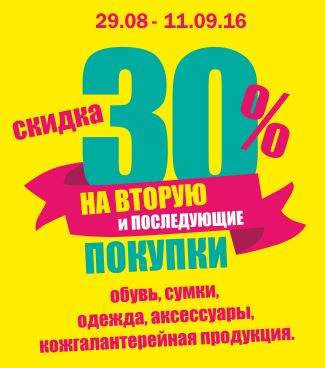 29.08 - 11.09.16
скидка
30%
НА ВТОРУЮ
И ПОСЛЕДУЮЩИЕ
ПОКУПКИ
обувь, сумки,
одежда, аксессуары,
кожгалантерейная продукция.